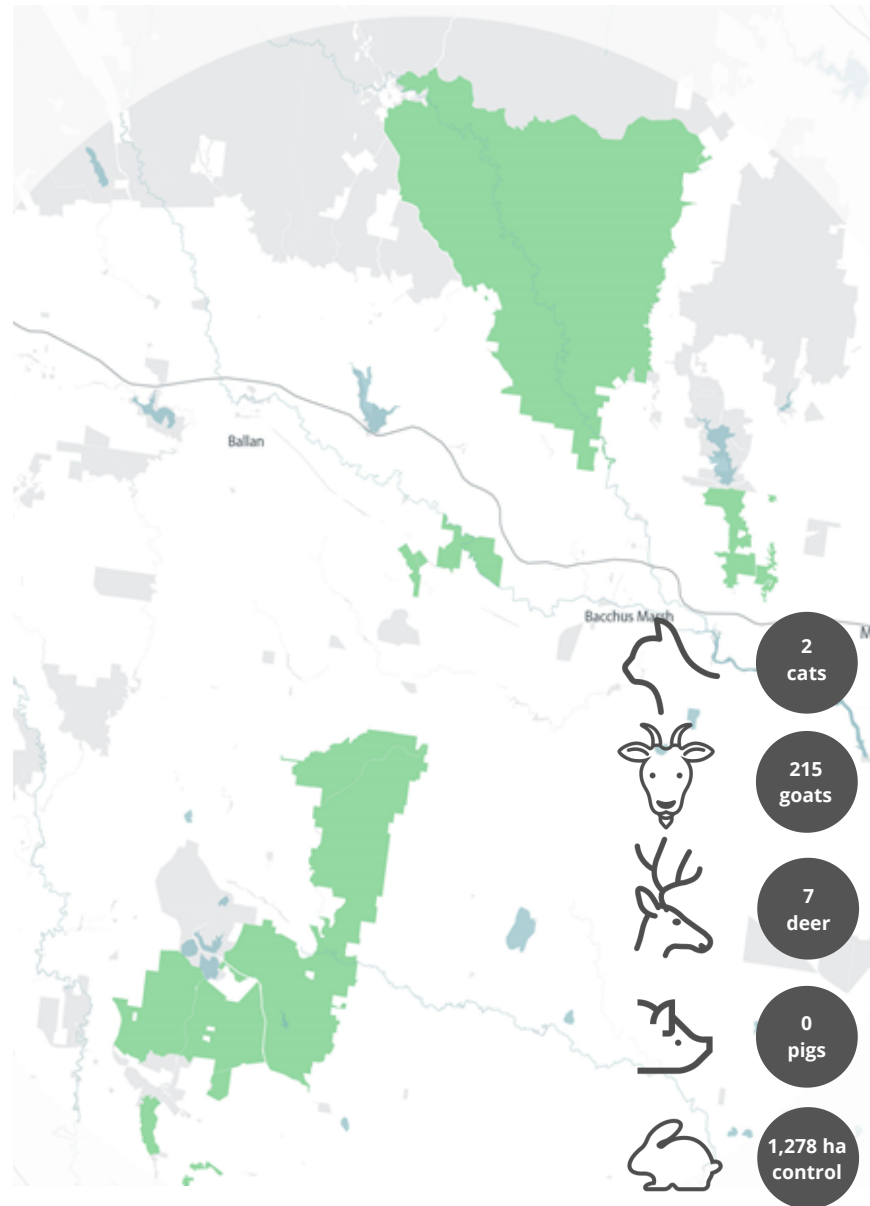 Ballan
Bacchus Marsh
M
2
cats
215
goats
7
deer
0
pigs
1,278 ha
control